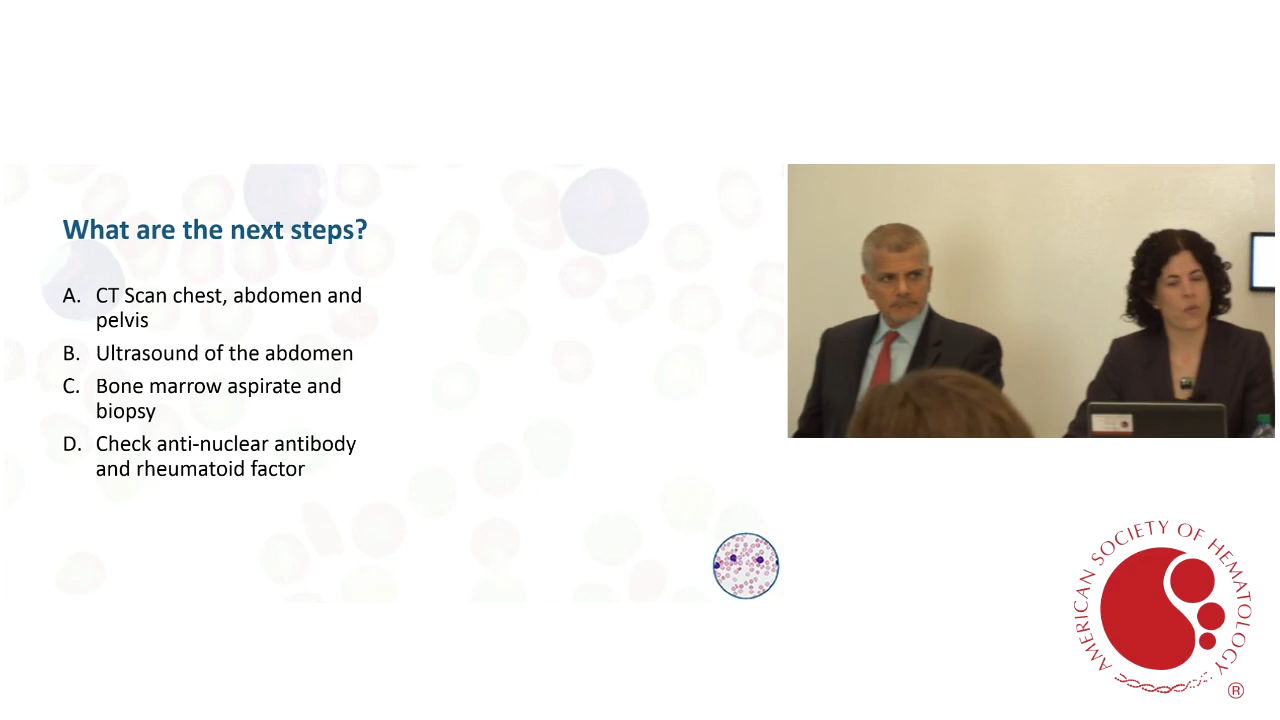 What are the next steps?
A. CT Scan chest, abdomen and
pelvis
B. Ultrasound of the abdomen
C. Bone marrow aspirate and
biopsy
D. Check anti-nuclear antibody
and rheumatoid factor
AMERICAN SOCIETY OF HEMATOLOGY
®